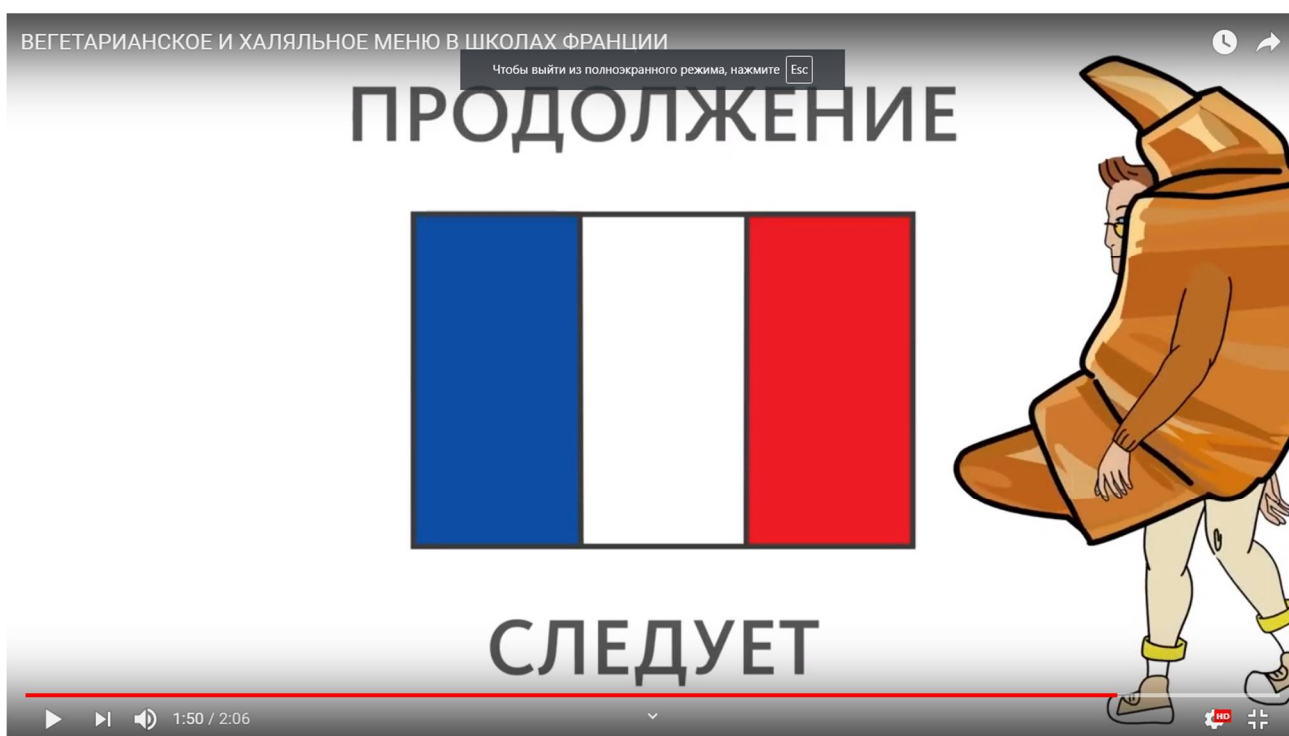 ВЕГЕТАРИАНСКОЕ И ХАЛЯЛЬНОЕ МЕНЮ В ШКОЛАХ ФРАНЦИИ
Чтобы выйти из полноэкранного режима, нажмите Esc
ПРОДОЛЖЕНИЕ
СЛЕДУЕТ
1:50 / 2:06
HD